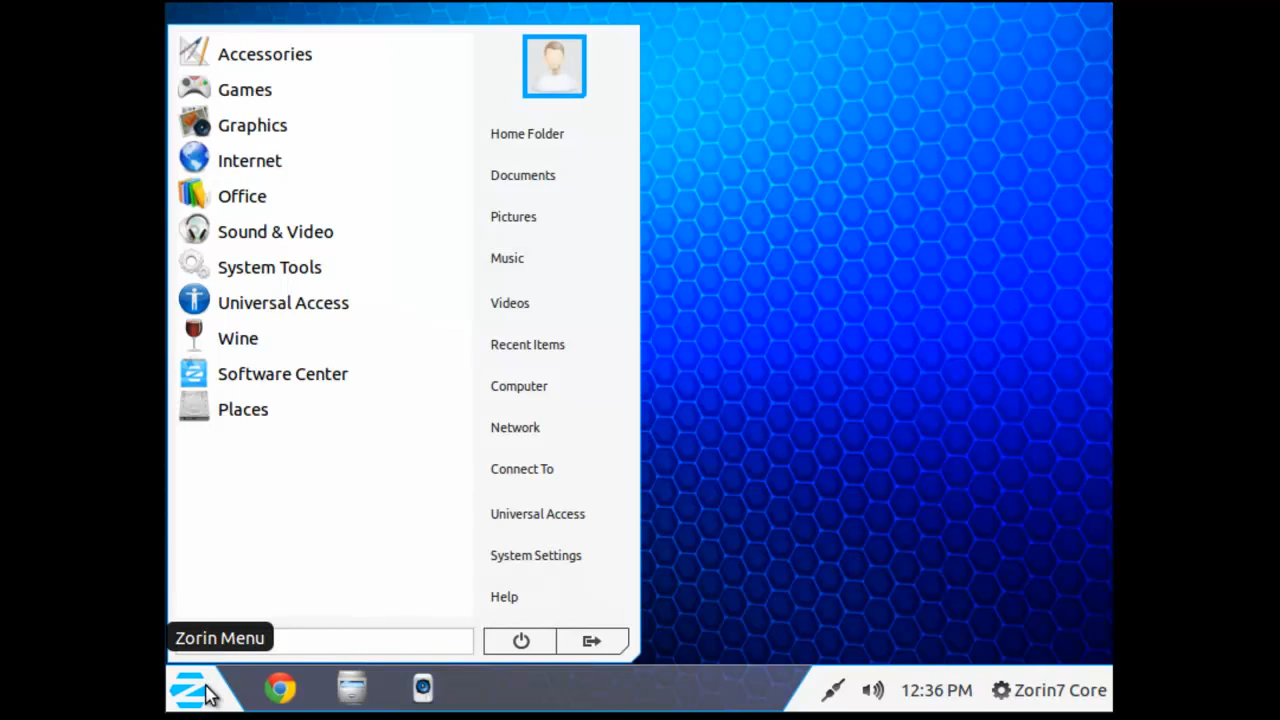 Accessories
Games
Graphics
Internet
Office
Sound & Video
System Tools
Universal Access
Wine
Software Center
Places
Home Folder
Documents
Pictures
Music
Videos
Recent Items
Computer
Network
Connect To
Universal Access
System Settings
Help
Zorin Menu
12:36 PM
Zorin7 Core